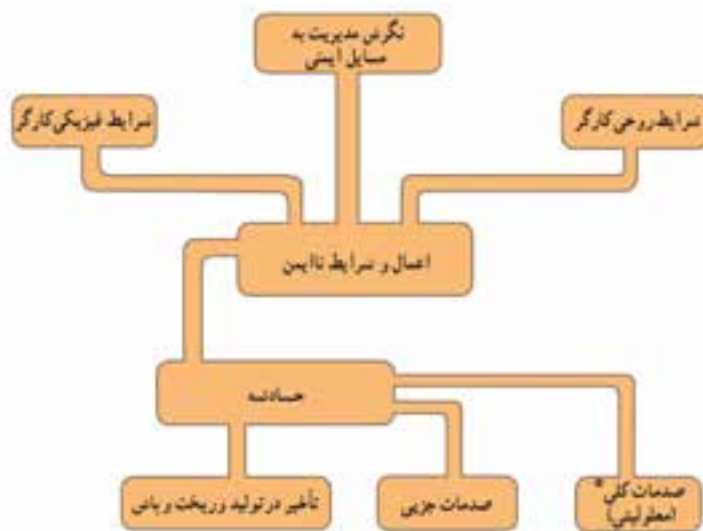 نگرش مدیریت به
مسایل ایمنی
شرایط روحی کارگر
شرایط فیزیکی کارگر
اعمال و شرایط ناایمن
حادثه
صدمات کلی*
(معلولیتی)
صدمات جزیی
تأخیر در تولید و ریخت و پاش